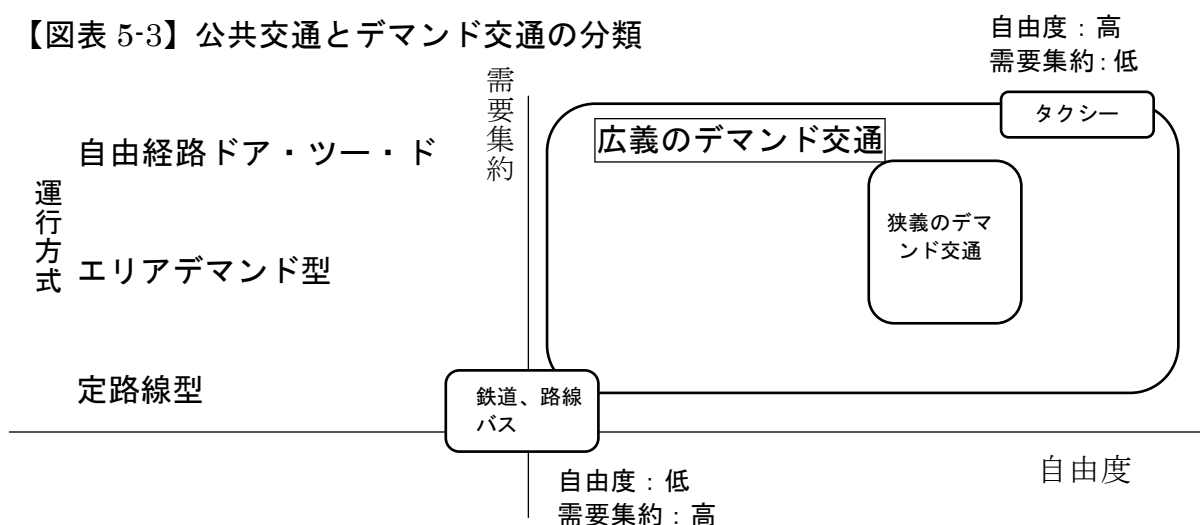 【図表 5-3】公共交通とデマンド交通の分類
自由度：高
需要集約：低
需要集約
タクシー
広義のデマンド交通
自由経路ドア・ツー・ド
運行方式
狭義のデマ
ンド交通
エリアデマンド型
定路線型
鉄道、路線
バス
自由度
自由度：低
需要集約：高